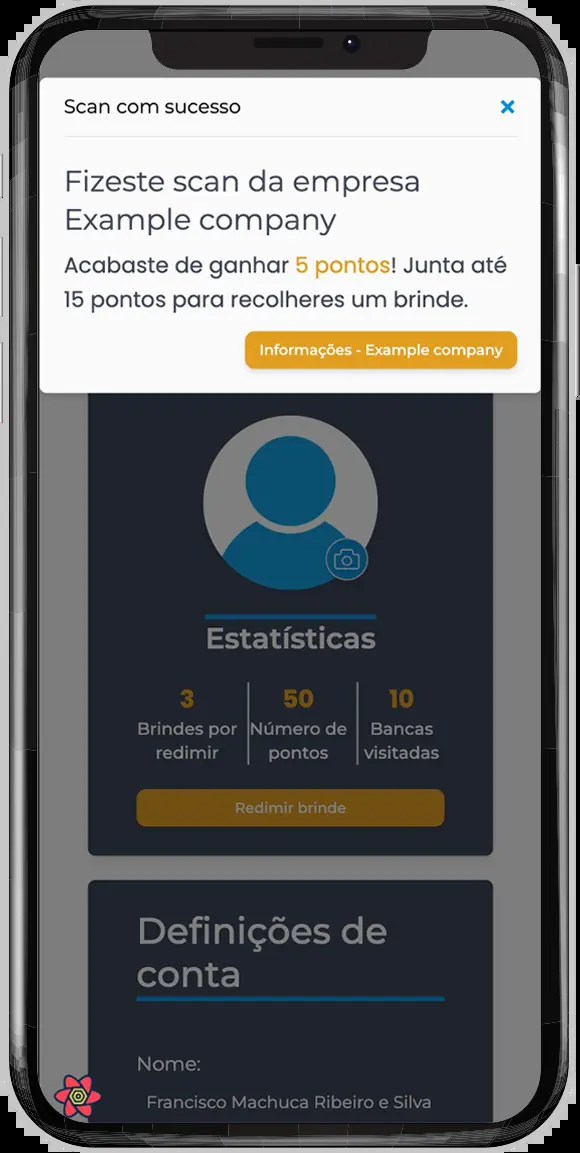 Scan com sucesso
Fizeste scan da empresa
Example company
Acabaste de ganhar 5 pontos! Junta até
15 pontos para recolheres um brinde.
Informações - Example company
Estatísticas
3 50 10
Brindes por Número de Bancas
redimir pontos visitadas
Redimir brinde
Definições de
conta
Nome:
Francisco Machuca Ribeiro e Silva